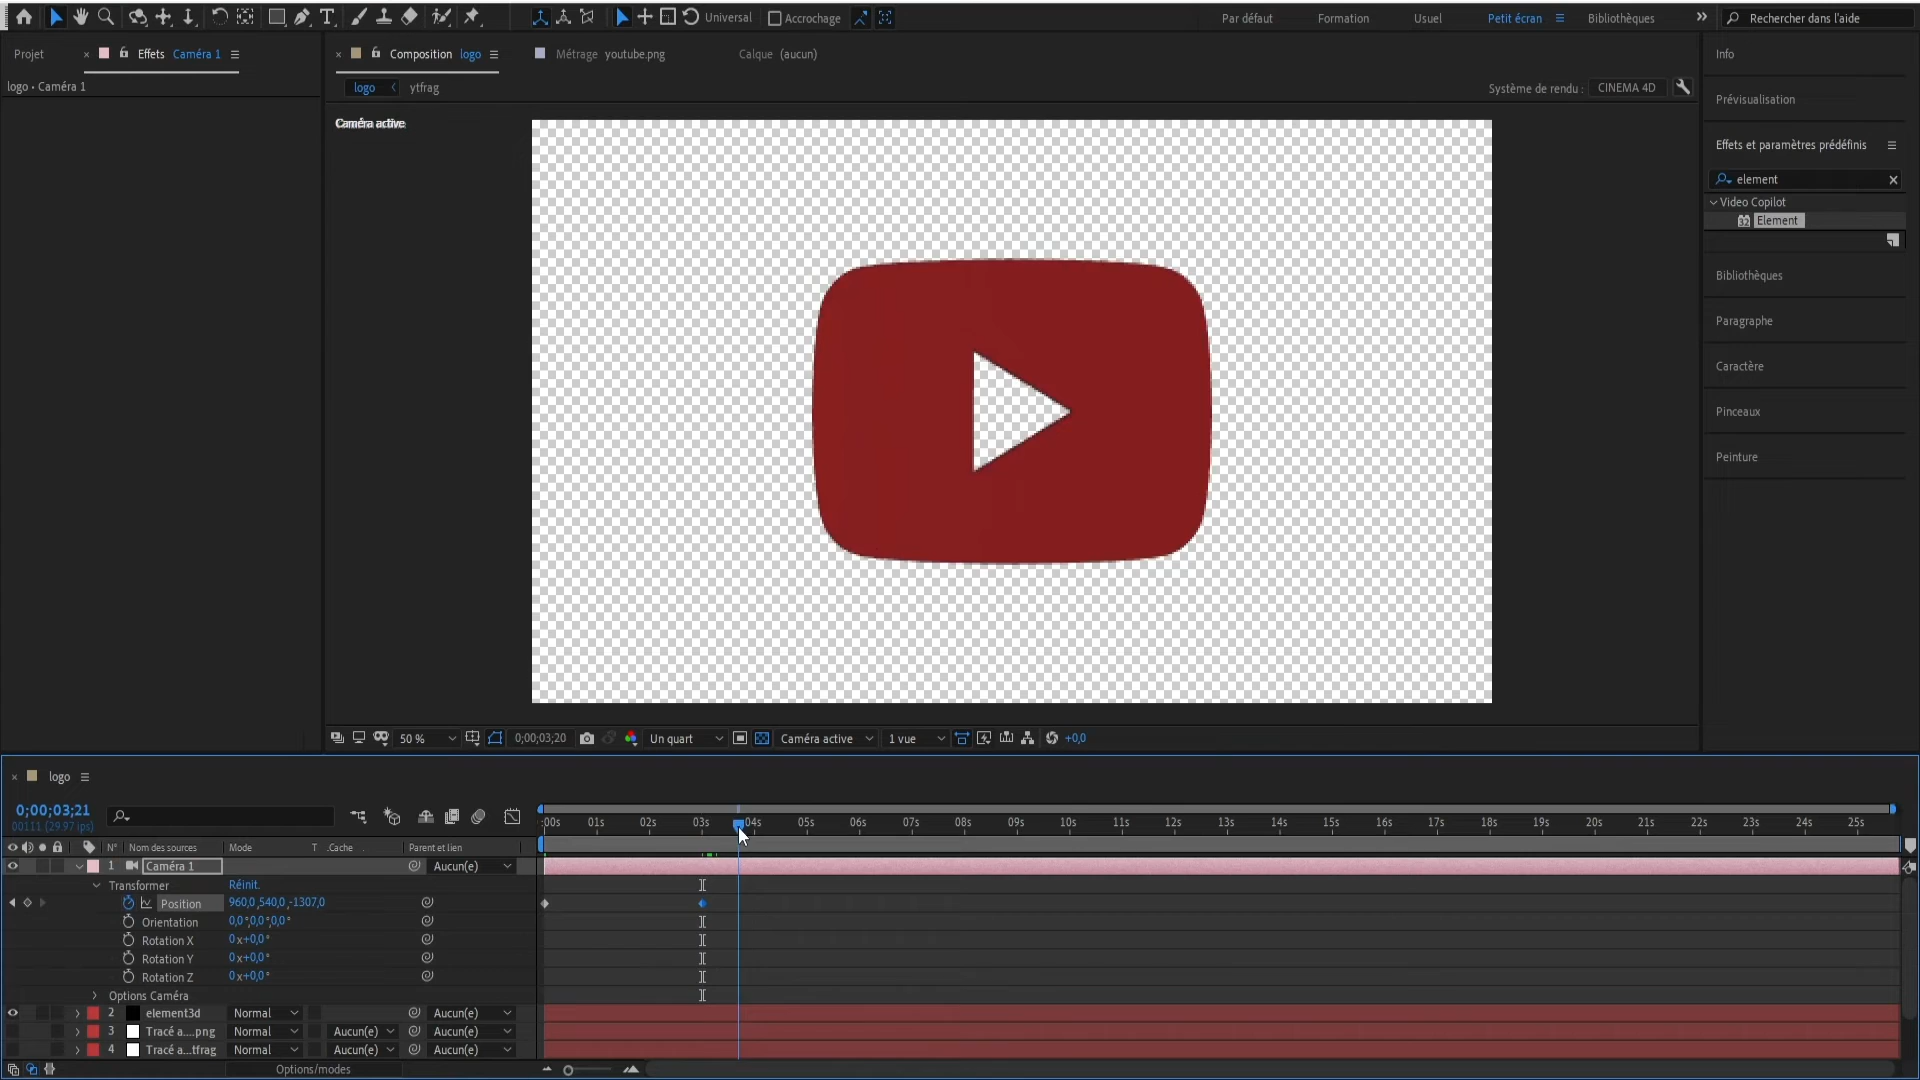 Universal
Accrochage
Par défaut
Formation
Usuel
Petit écran
Bibliothèques
Rechercher dans l'aide
Projet
Effets Caméra 1
Composition logo
Métrage youtube.png
Calque (aucun)
logo • Caméra 1
logo
ytfrag
Système de rendu :
CINEMA 4D
Caméra active
Info
Prévisualisation
Effets et paramètres prédéfinis
element
Video Copilot
Element
Bibliothèques
Paragraphe
Caractère
Pinceaux
Peinture
50 %
0;00;03;20
Un quart
Caméra active
1 vue
+0,0
logo
0;00;03;21
00111 (29.97 ips)
:00s 01s 02s 03s 04s 05s 06s 07s 08s 09s 10s 11s 12s 13s 14s 15s 16s 17s 18s 19s 20s 21s 22s 23s 24s 25s
N° Nom des sources Mode T .Cache Parent et lien
1 Caméra 1 Aucun(e)
Transformer Réinit.
Position 960,0,540,0,-1307,0
Orientation 0,0°,0,0°,0,0°
Rotation X 0x+0,0°
Rotation Y 0x+0,0°
Rotation Z 0x+0,0°
Options Caméra
2 element3d Normal Aucun(e)
3 Tracé a....png Normal Aucun(e) Aucun(e)
4 Tracé a...tfrag Normal Aucun(e) Aucun(e)
Options/modes